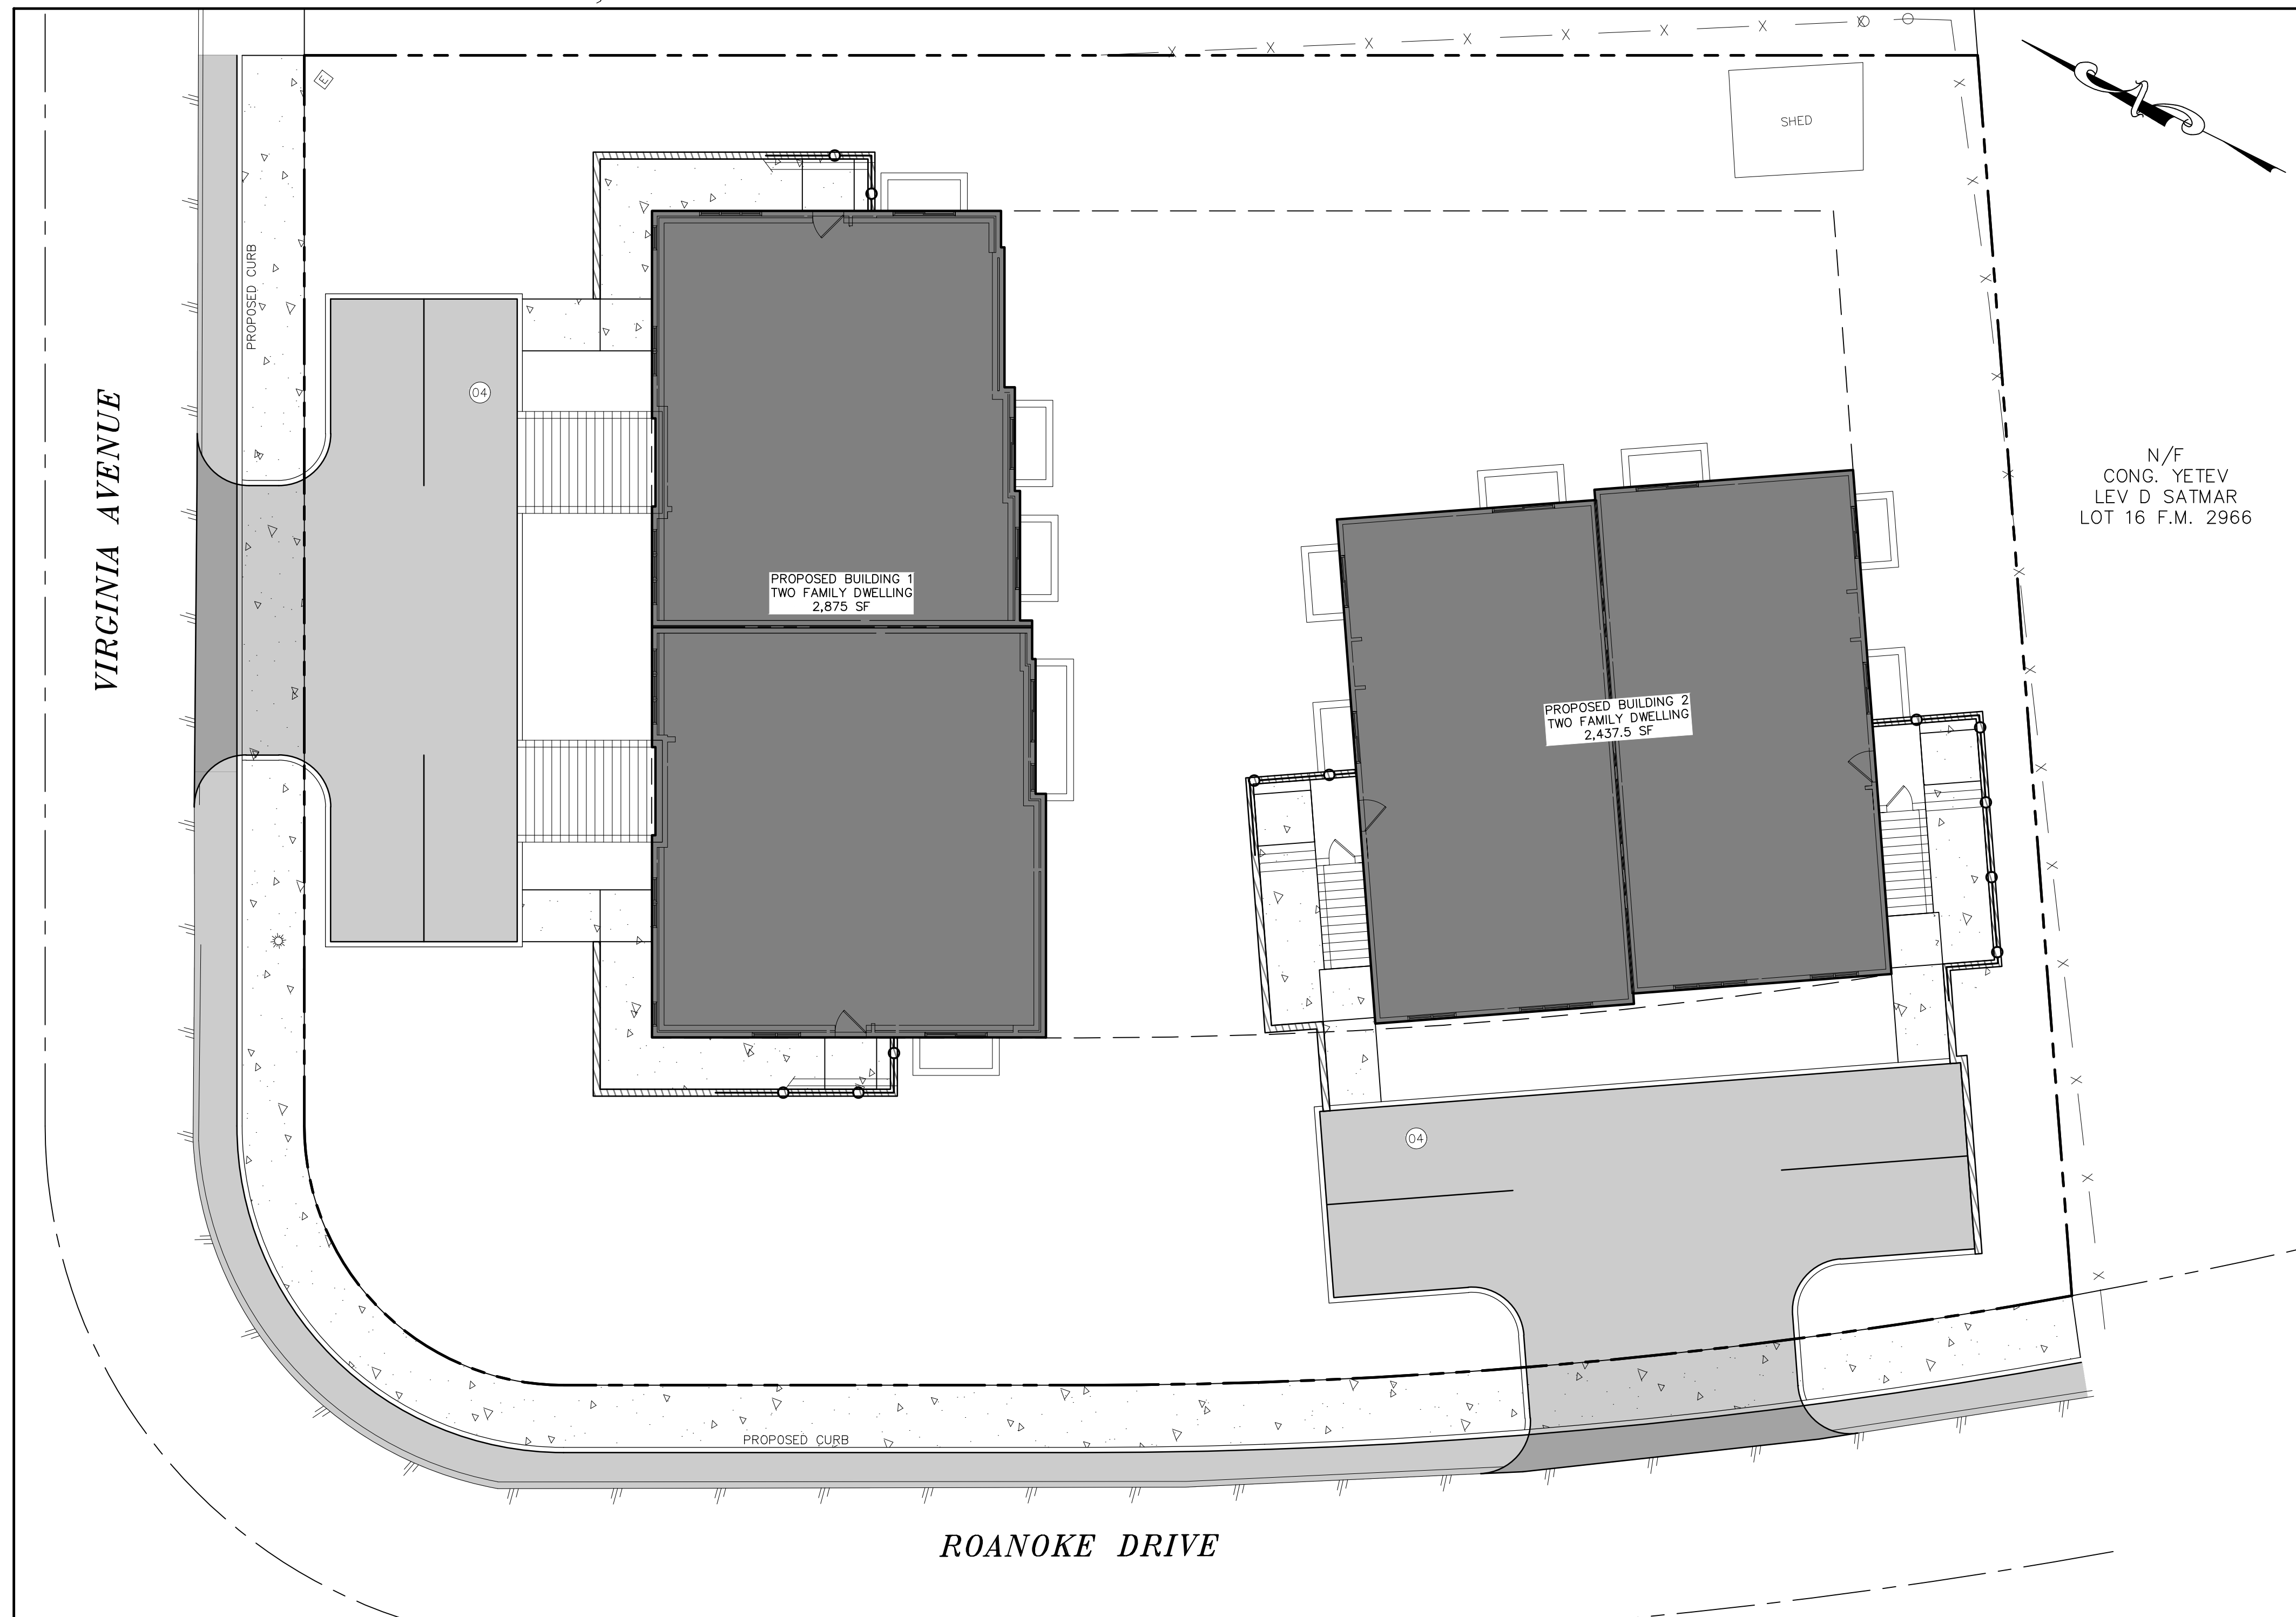 E
SHED
PROPOSED CURB
VIRGINIA AVENUE
04
N/F
CONG. YETEV
LEV D SATMAR
LOT 16 F.M. 2966
PROPOSED BUILDING 1
TWO FAMILY DWELLING
2,875 SF
PROPOSED BUILDING 2
TWO FAMILY DWELLING
2,437.5 SF
04
PROPOSED CURB
ROANOKE DRIVE